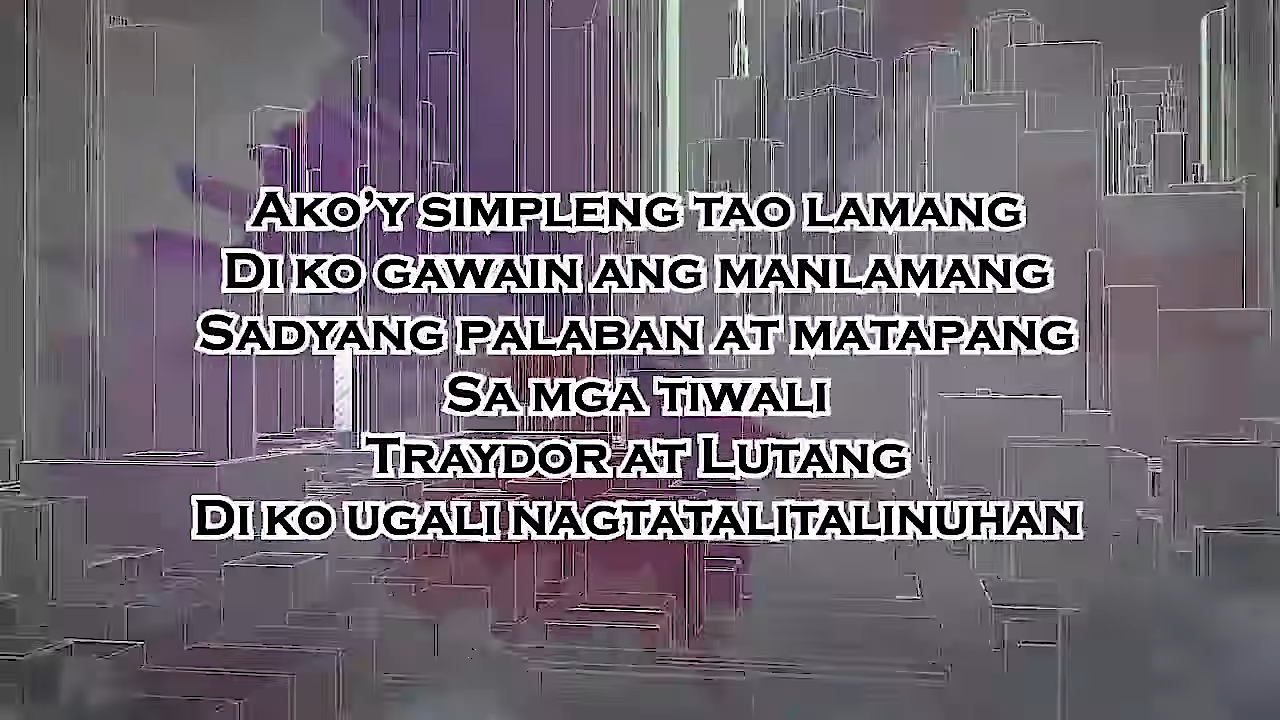 Ako’y simpleng tao lamang
Di ko gawain ang manlamang
Sadyang palaban at matapang
Sa mga tiwali
Traydor at Lutang
Di ko ugali nagtatalitalinuhan